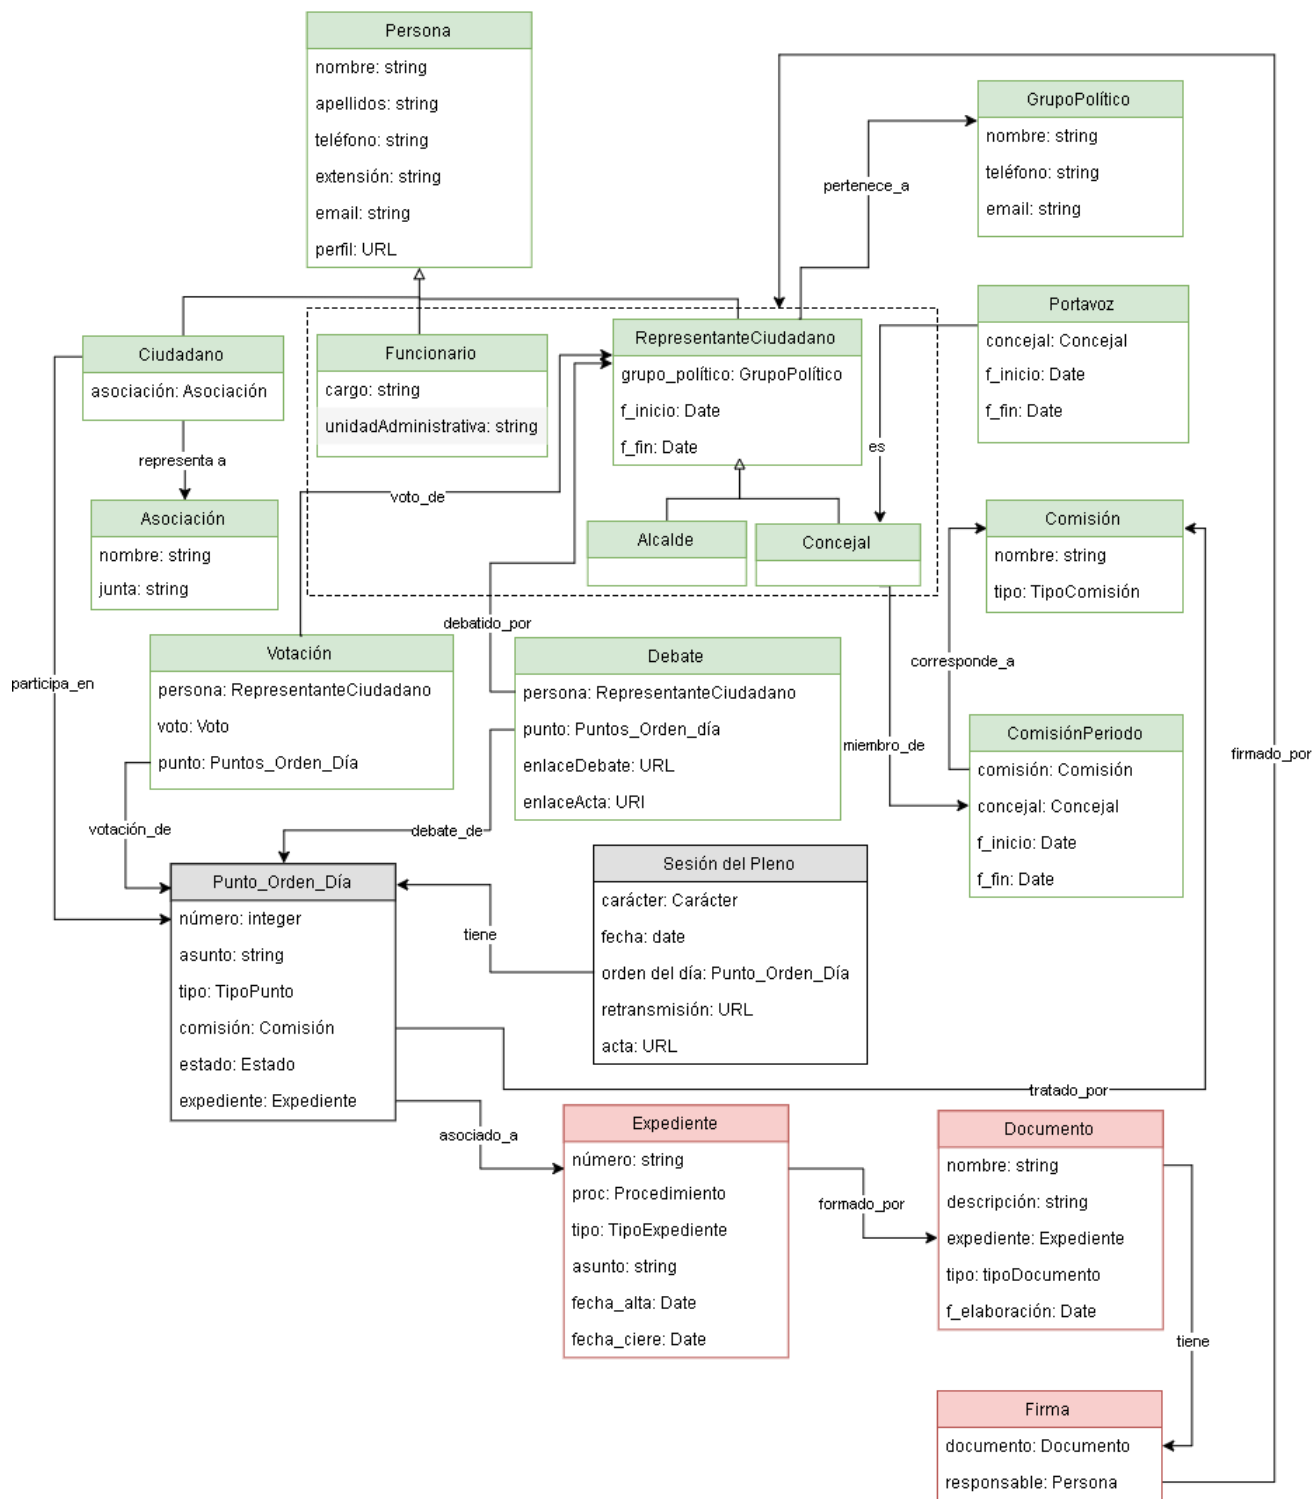 Persona
nombre: string
apellidos: string
teléfono: string
extensión: string
email: string
perfil: URL
GrupoPolítico
nombre: string
teléfono: string
email: string
pertenece_a
Portavoz
concejal: Concejal
f_inicio: Date
f_fin: Date
Ciudadano
asociación: Asociación
Funcionario
cargo: string
unidadAdministrativa: string
RepresentanteCiudadano
grupo_político: GrupoPolítico
f_inicio: Date
f_fin: Date
es
representa a
voto_de
Asociación
nombre: string
junta: string
Alcalde
Concejal
Comisión
nombre: string
tipo: TipoComisión
debatido_por
corresponde_a
participa_en
Votación
persona: RepresentanteCiudadano
voto: Voto
punto: Puntos_Orden_Día
Debate
persona: RepresentanteCiudadano
punto: Puntos_Orden_día
enlaceDebate: URL
enlaceActa: URI
miembro_de
ComisiónPeriodo
comisión: Comisión
concejal: Concejal
f_inicio: Date
f_fin: Date
firmado_por
votación_de
debate_de
Punto_Orden_Día
número: integer
asunto: string
tipo: TipoPunto
comisión: Comisión
estado: Estado
expediente: Expediente
tiene
Sesión del Pleno
carácter: Carácter
fecha: date
orden del día: Punto_Orden_Día
retransmisión: URL
acta: URL
tratado_por
asociado_a
Expediente
número: string
proc: Procedimiento
tipo: TipoExpediente
asunto: string
fecha_alta: Date
fecha_ciere: Date
formado_por
Documento
nombre: string
descripción: string
expediente: Expediente
tipo: tipoDocumento
f_elaboración: Date
tiene
Firma
documento: Documento
responsable: Persona